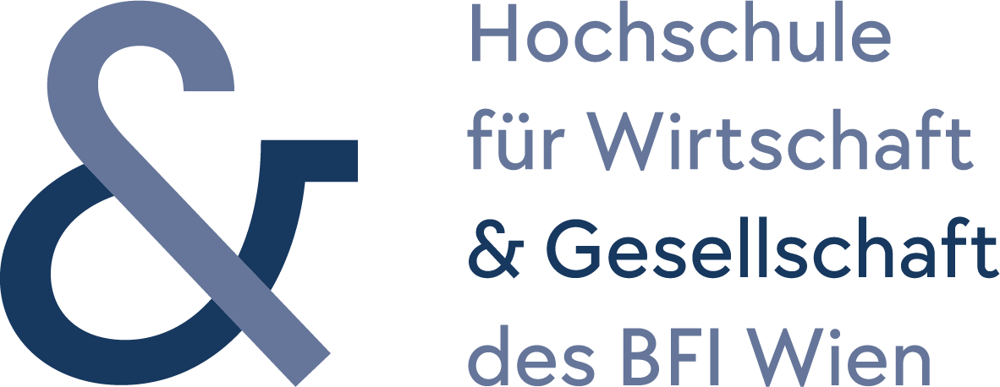 &
Hochschule
für Wirtschaft
& Gesellschaft
des BFI Wien